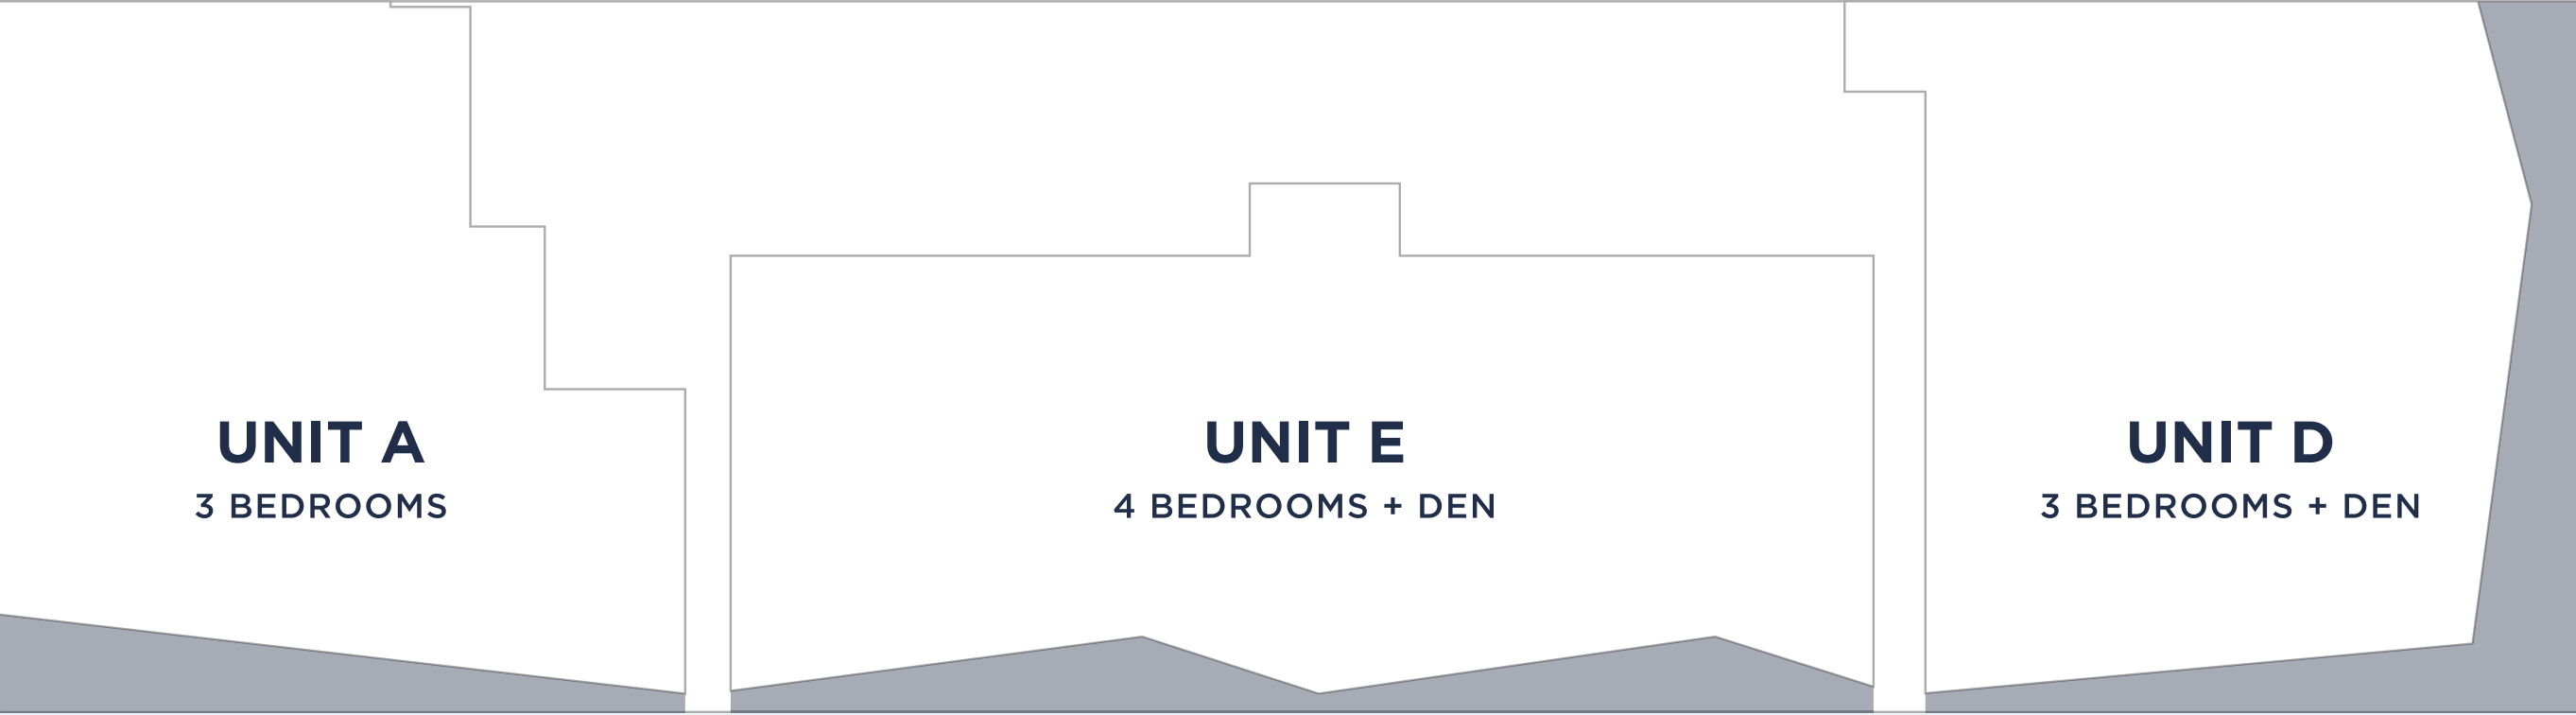 UNIT A
3 BEDROOMS
UNIT E
4 BEDROOMS + DEN
UNIT D
3 BEDROOMS + DEN